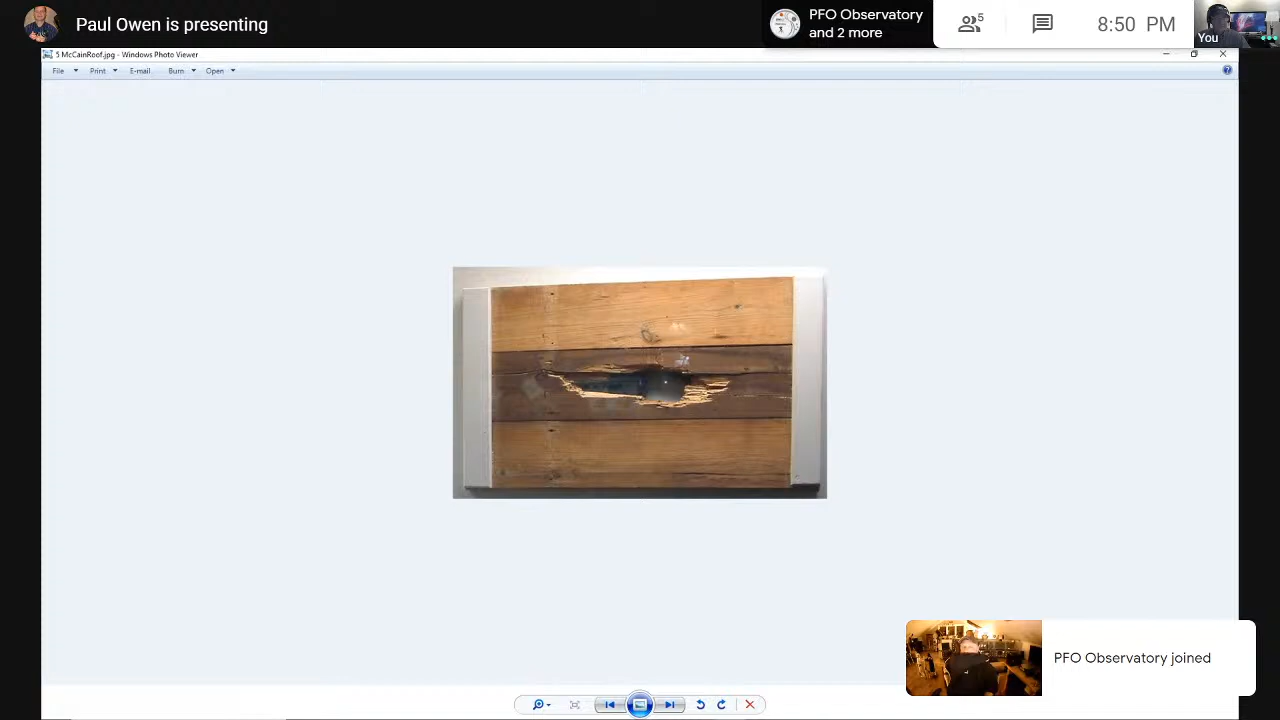 Paul Owen is presenting
PFO Observatory
and 2 more
5
8:50 PM
You
5 McCainRoof.jpg - Windows Photo Viewer
File
Print
E-mail
Burn
Open
PFO Observatory joined